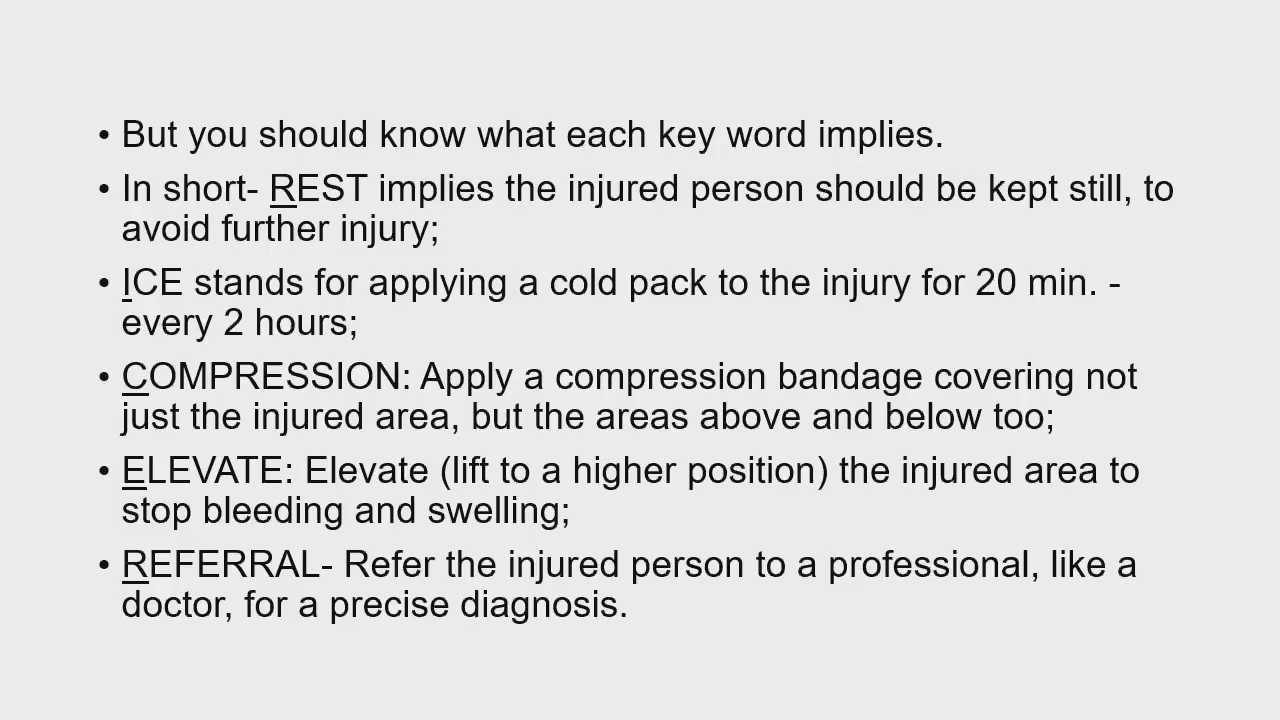 • But you should know what each key word implies.
• In short- REST implies the injured person should be kept still, to
avoid further injury;
• ICE stands for applying a cold pack to the injury for 20 min. -
every 2 hours;
• COMPRESSION: Apply a compression bandage covering not
just the injured area, but the areas above and below too;
• ELEVATE: Elevate (lift to a higher position) the injured area to
stop bleeding and swelling;
• REFERRAL- Refer the injured person to a professional, like a
doctor, for a precise diagnosis.